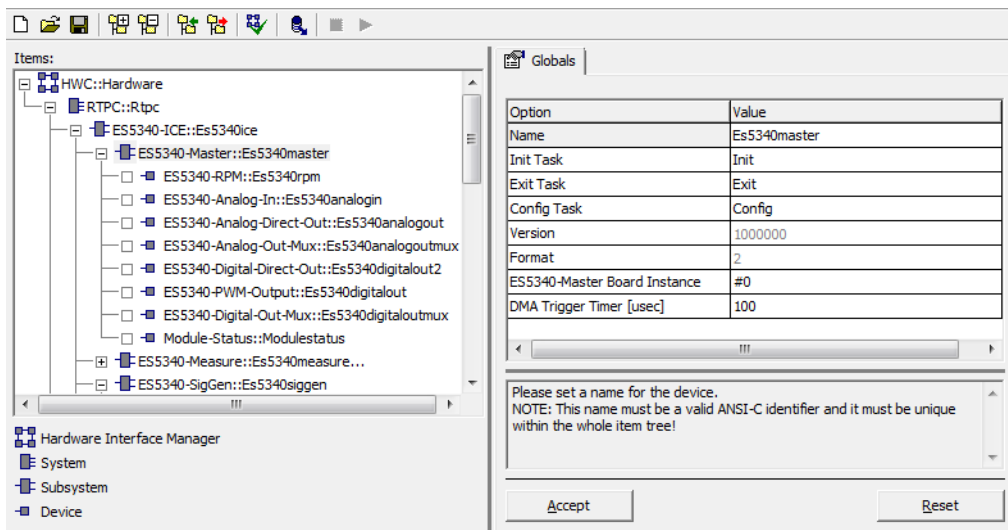 Items:
HWC::Hardware
RTPC::Rtpc
ES5340-ICE::Es5340ice
ES5340-Master::Es5340master
ES5340-RPM::Es5340rpm
ES5340-Analog-In::Es5340analogin
ES5340-Analog-Direct-Out::Es5340analogout
ES5340-Analog-Out-Mux::Es5340analogoutmux
ES5340-Digital-Direct-Out::Es5340digitalout2
ES5340-PWM-Output::Es5340digitalout
ES5340-Digital-Out-Mux::Es5340digitaloutmux
Module-Status::Modulestatus
ES5340-Measure::Es5340measure...
ES5340-SigGen::Es5340siggen
Hardware Interface Manager
System
Subsystem
Device
Globals
Option Value
Name Es5340master
Init Task Init
Exit Task Exit
Config Task Config
Version 1000000
Format 2
ES5340-Master Board Instance #0
DMA Trigger Timer [usec] 100
Please set a name for the device.
NOTE: This name must be a valid ANSI-C identifier and it must be unique
within the whole item tree!
Accept Reset